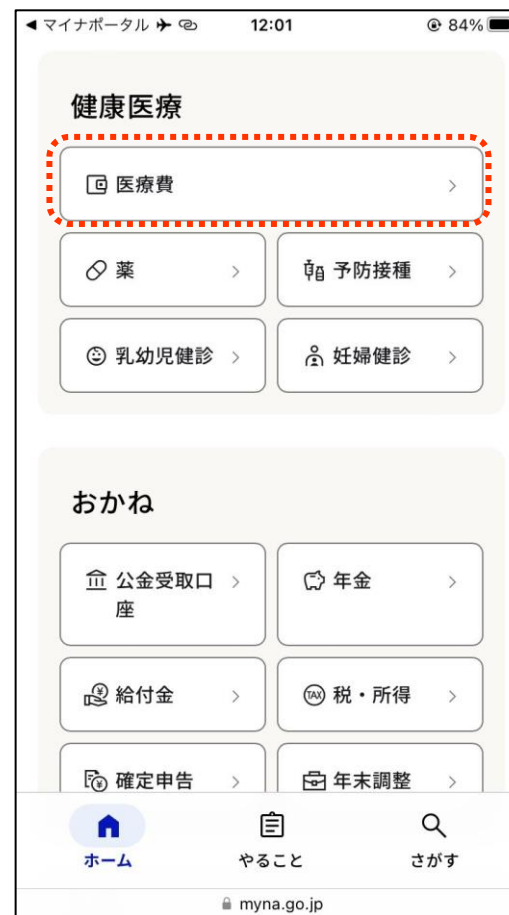 ◀ マイナポータル
12:01
84%
健康医療
医療費
薬
予防接種
乳幼児健診
妊婦健診
おかね
公金受取口
座
年金
給付金
TAX
税・所得
確定申告
年末調整
ホーム
やること
さがす
myna.go.jp